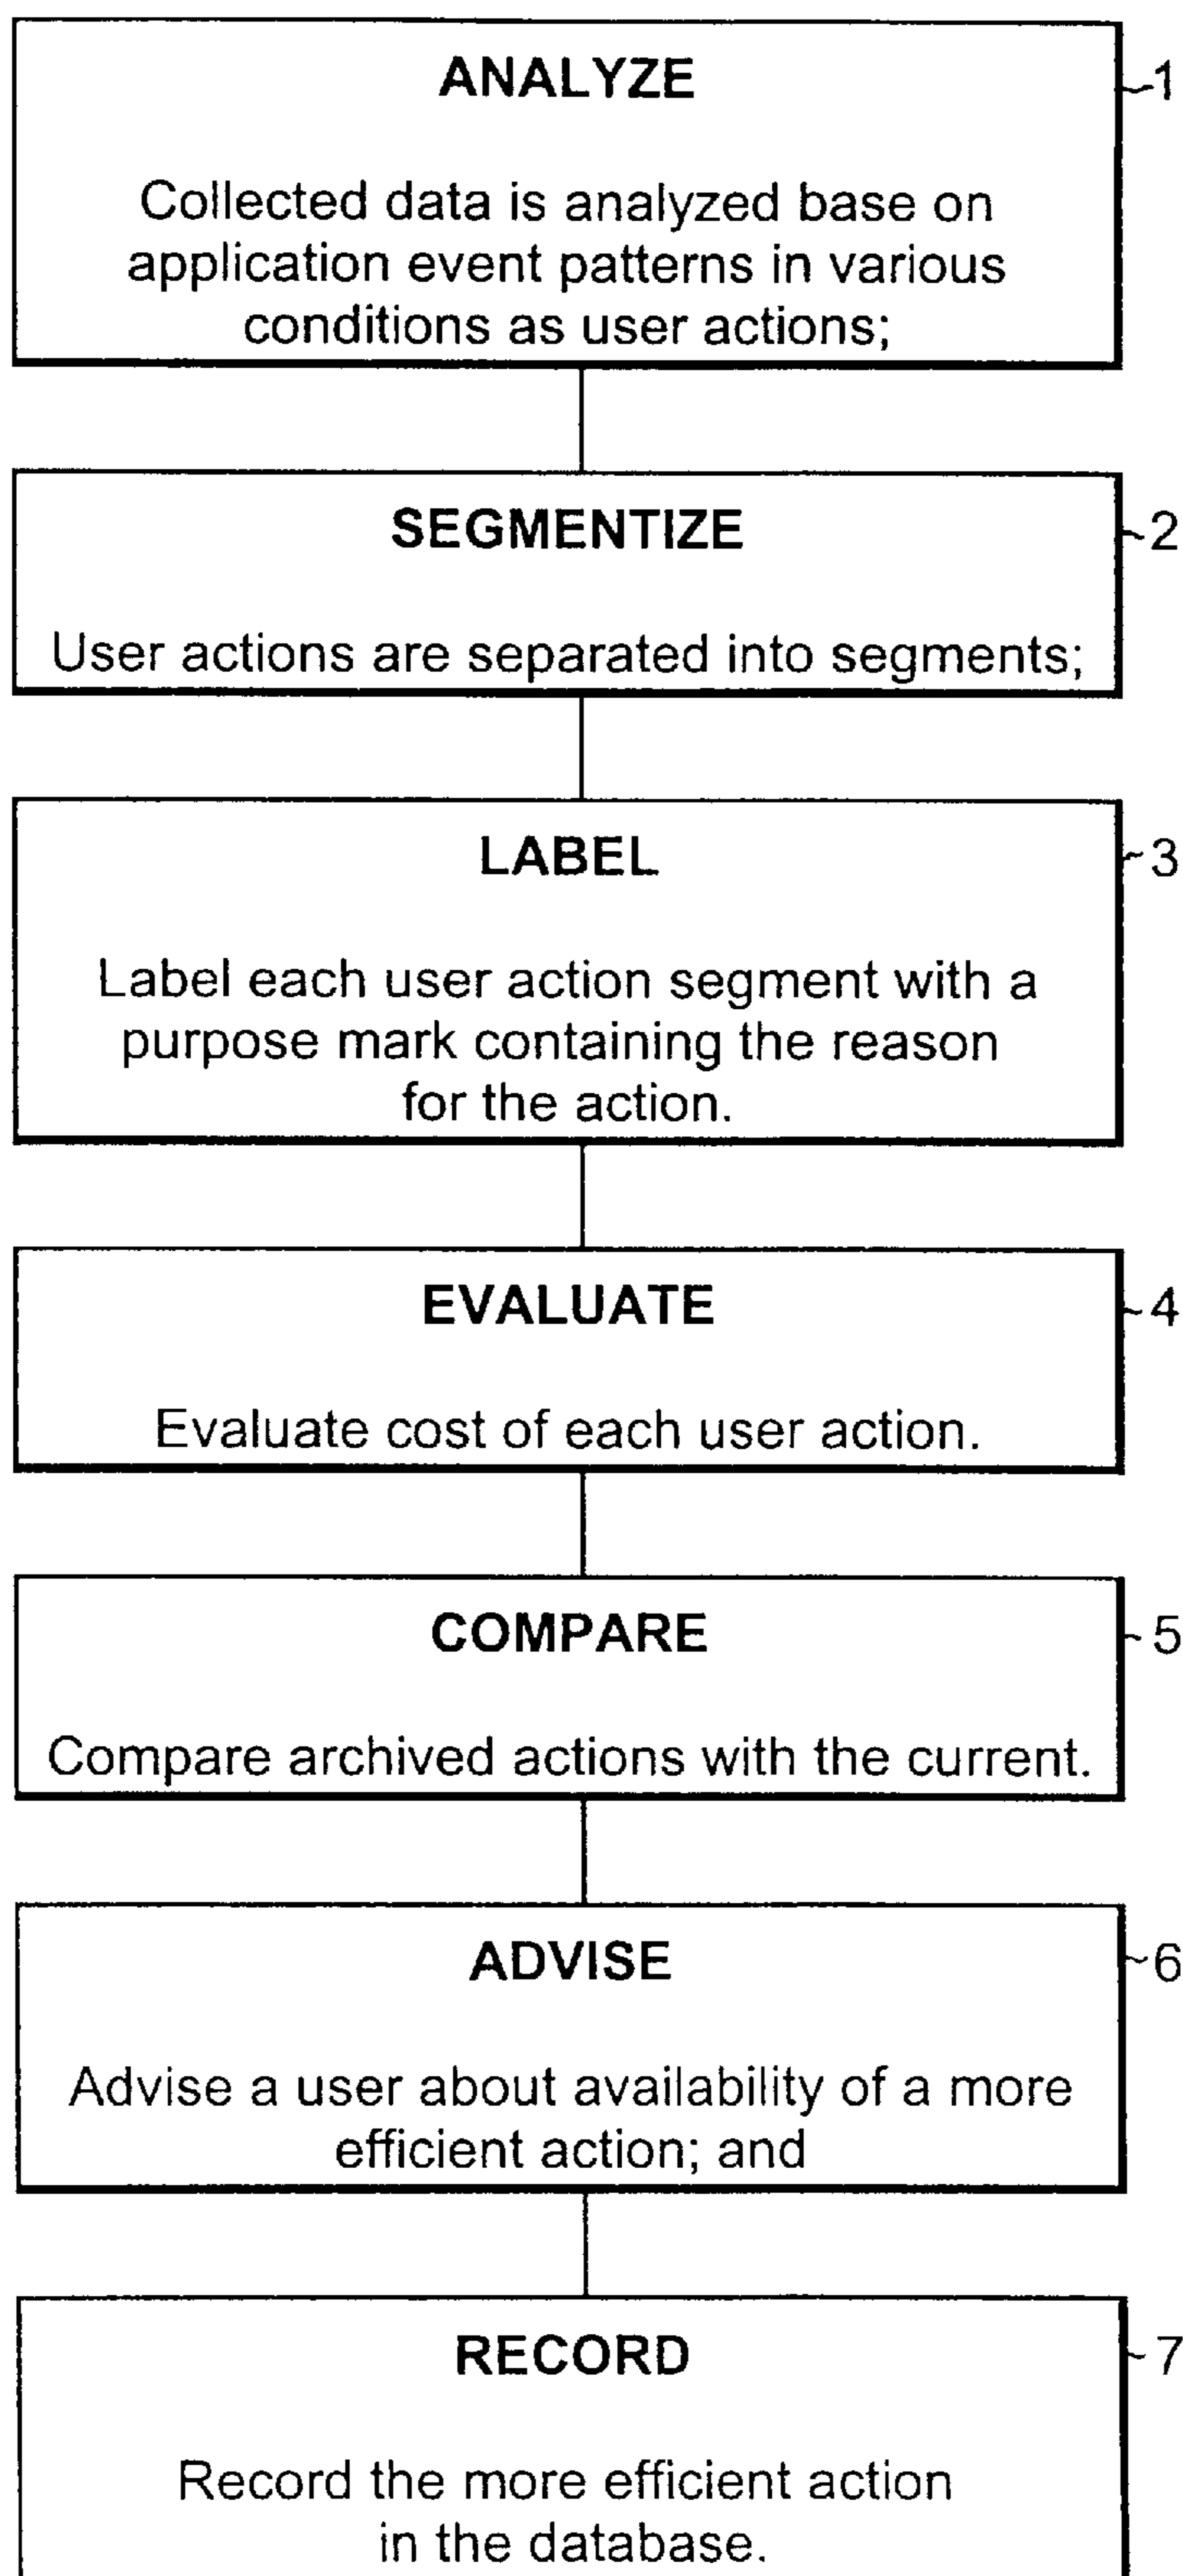 ANALYZE
1
Collected data is analyzed base on
application event patterns in various
conditions as user actions;
SEGMENTIZE
2
User actions are separated into segments;
LABEL
3
Label each user action segment with a
purpose mark containing the reason
for the action.
EVALUATE
4
Evaluate cost of each user action.
COMPARE
5
Compare archived actions with the current.
ADVISE
6
Advise a user about availability of a more
efficient action; and
RECORD
7
Record the more efficient action
in the database.